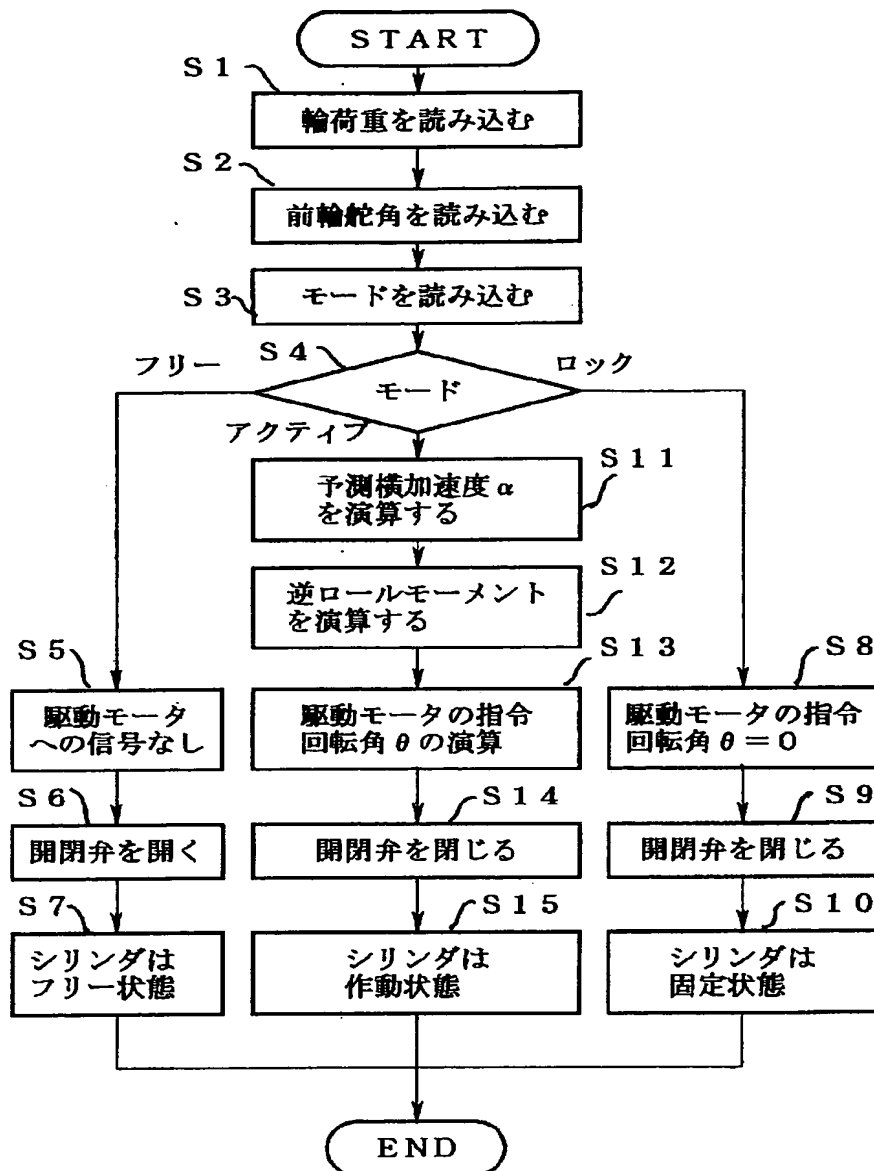 START
S1
輪荷重を読み込む
S2
前輪舵角を読み込む
S3
モードを読み込む
S4
フリー
ロック
モード
アクティブ
S11
予測横加速度α
を演算する
S12
逆ロールモーメント
を演算する
S5
駆動モータ
への信号なし
S13
駆動モータの指令
回転角θの演算
S8
駆動モータの指令
回転角θ=0
S6
開閉弁を開く
S14
開閉弁を閉じる
S9
開閉弁を閉じる
S7
シリンダは
フリー状態
S15
シリンダは
作動状態
S10
シリンダは
固定状態
END